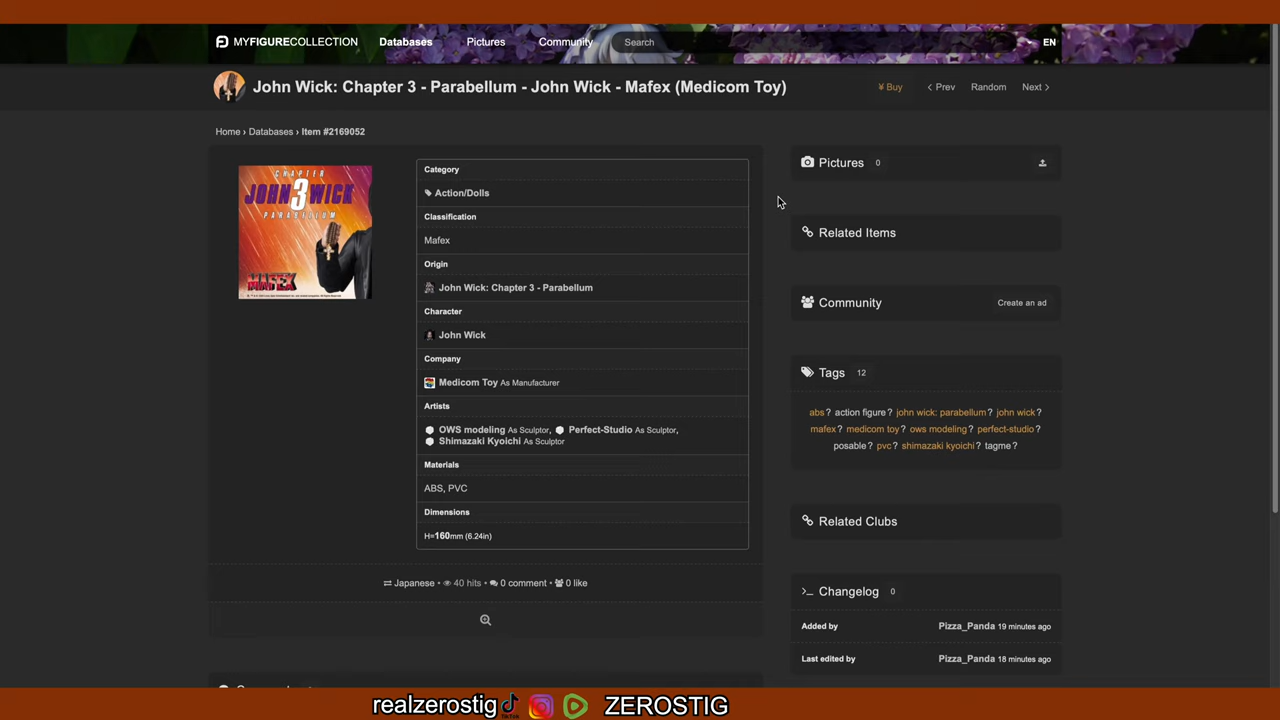 MYFIGURECOLLECTION Databases Pictures Community Search EN
John Wick: Chapter 3 - Parabellum - John Wick - Mafex (Medicom Toy)
¥ Buy Prev Random Next
Home › Databases › Item #2169052
CHAPTER
JOHN 3 WICK
PARABELLUM
MAFEX
Category
Action/Dolls
Classification
Mafex
Origin
John Wick: Chapter 3 - Parabellum
Character
John Wick
Company
Medicom Toy As Manufacturer
Artists
OWS modeling As Sculptor, Perfect-Studio As Sculptor,
Shimazaki Kyoichi As Sculptor
Materials
ABS, PVC
Dimensions
H=160mm (6.24in)
Japanese • 40 hits • 0 comment • 0 like
Pictures 0
Related Items
Community Create an ad
Tags 12
abs? action figure? john wick: parabellum? john wick?
mafex? medicom toy? ows modeling? perfect-studio?
posable? pvc? shimazaki kyoichi? tagme?
Related Clubs
>_ Changelog 0
Added by Pizza_Panda 19 minutes ago
Last edited by Pizza_Panda 18 minutes ago
realzerostig TikTok ZEROSTIG